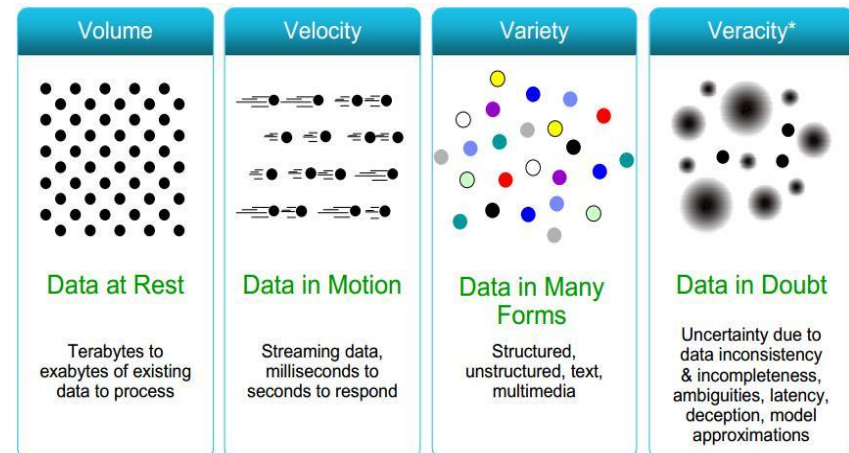 Volume
Data at Rest
Terabytes to
exabytes of existing
data to process
Velocity
Data in Motion
Streaming data,
milliseconds to
seconds to respond
Variety
Data in Many
Forms
Structured,
unstructured, text,
multimedia
Veracity*
Data in Doubt
Uncertainty due to
data inconsistency
& incompleteness,
ambiguities, latency,
deception, model
approximations